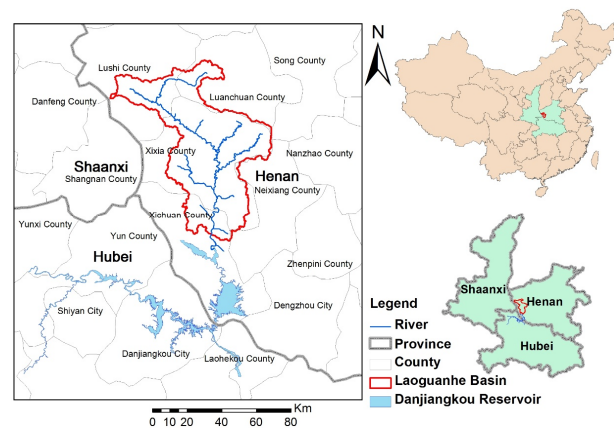 Lushi County
Song County
Luanchuan County
Danfeng County
Xixia County
Nanzhao County
Shaanxi
Henan
Shangnan County
Neixiang County
Xichuan County
Yunxi County
Yun County
Hubei
Zhenpini County
Dengzhou City
Shiyan City
Danjiangkou City
Laohekou County
0 10 20 40 60 80
Km
N
Shaanxi
Henan
Hubei
Legend
River
Province
County
Laoguanhe Basin
Danjiangkou Reservoir